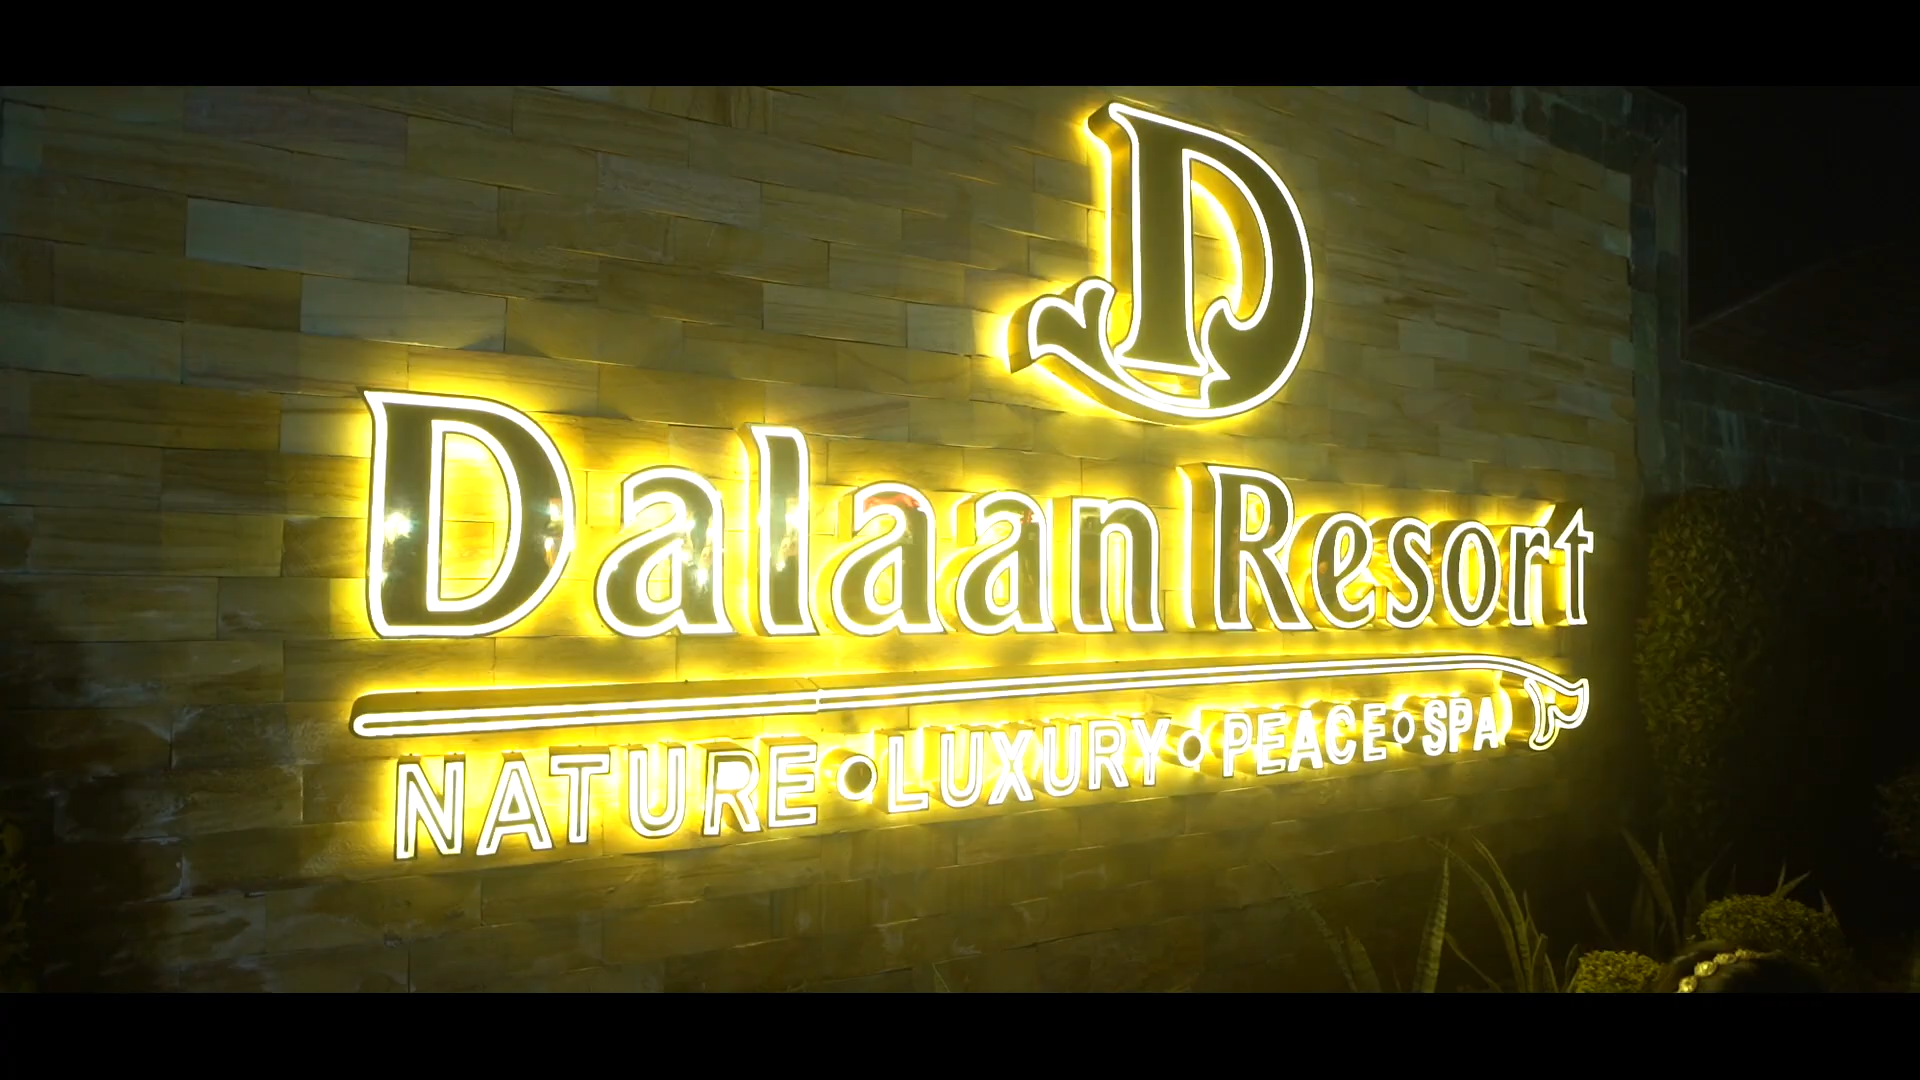 D
Dalaan Resort
NATURE • LUXURY • PEACE • SPA